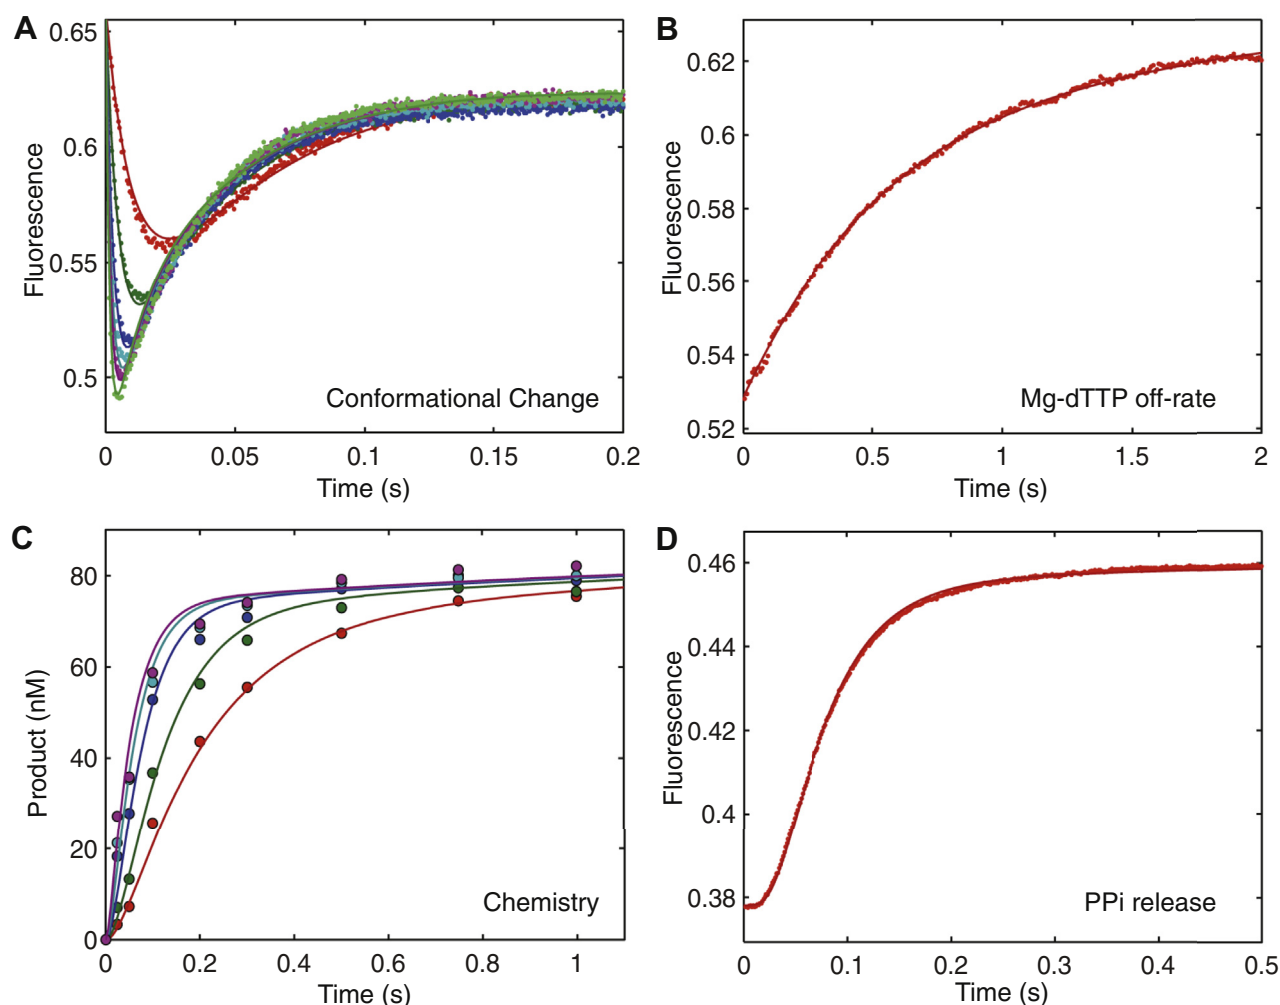 A
Fluorescence
0.65
0.6
0.55
0.5
Conformational Change
0 0.05 0.1 0.15 0.2
Time (s)
B
Fluorescence
0.62
0.6
0.58
0.56
0.54
0.52
Mg-dTTP off-rate
0 0.5 1 1.5 2
Time (s)
C
Product (nM)
80
60
40
20
0
Chemistry
0 0.2 0.4 0.6 0.8 1
Time (s)
D
Fluorescence
0.46
0.44
0.42
0.4
0.38
PPi release
0 0.1 0.2 0.3 0.4 0.5
Time (s)